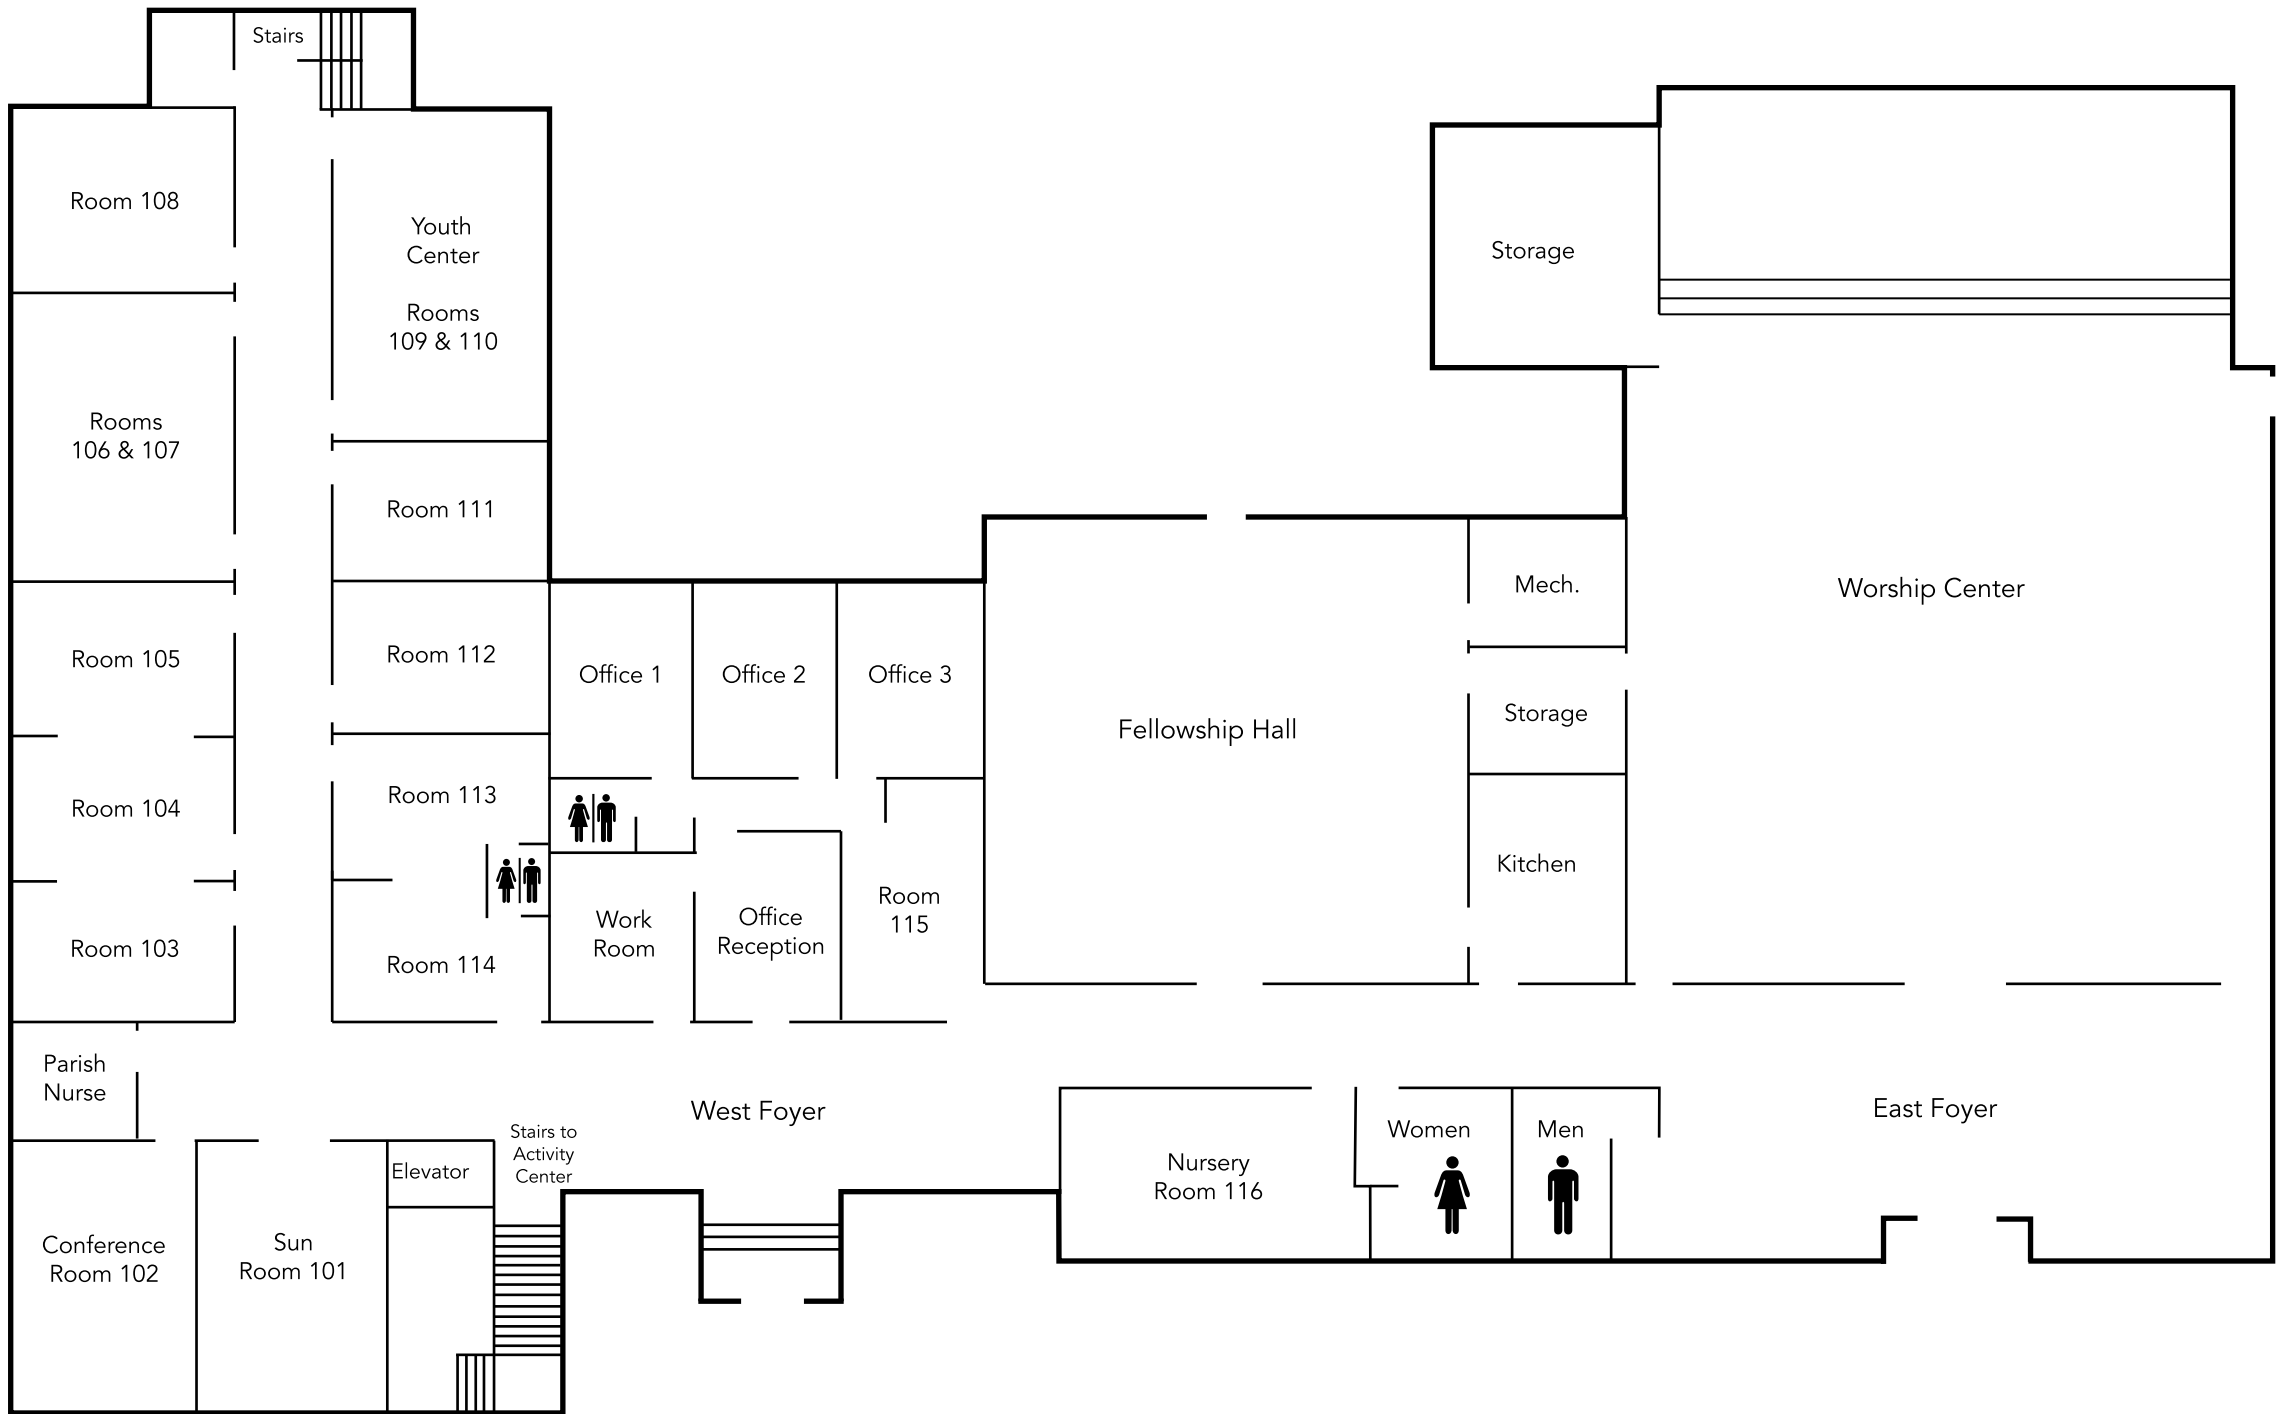 Stairs
Room 108
Youth
Center
Rooms
109 & 110
Storage
Rooms
106 & 107
Room 111
Mech.
Worship Center
Room 105
Room 112
Office 1
Office 2
Office 3
Fellowship Hall
Storage
Room 104
Room 113
Kitchen
Room 103
Room 114
Work
Room
Office
Reception
Room
115
Parish
Nurse
West Foyer
East Foyer
Stairs to
Activity
Center
Women
Men
Elevator
Nursery
Room 116
Conference
Room 102
Sun
Room 101